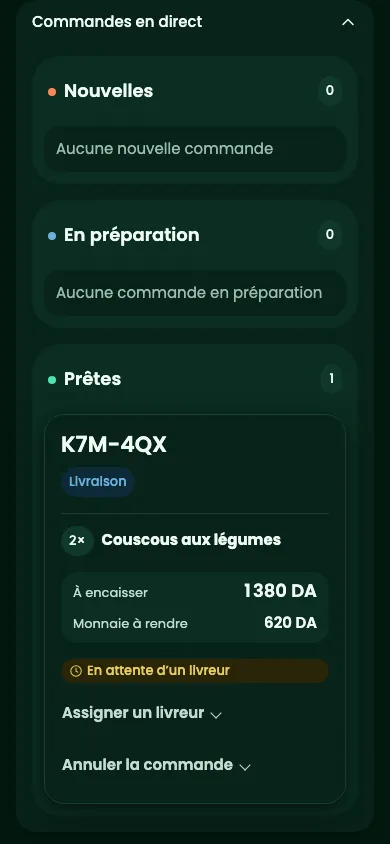 Commandes en direct
Nouvelles
0
Aucune nouvelle commande
En préparation
0
Aucune commande en préparation
Prêtes
1
K7M-4QX
Livraison
2× Couscous aux légumes
À encaisser 1 380 DA
Monnaie à rendre 620 DA
En attente d’un livreur
Assigner un livreur
Annuler la commande